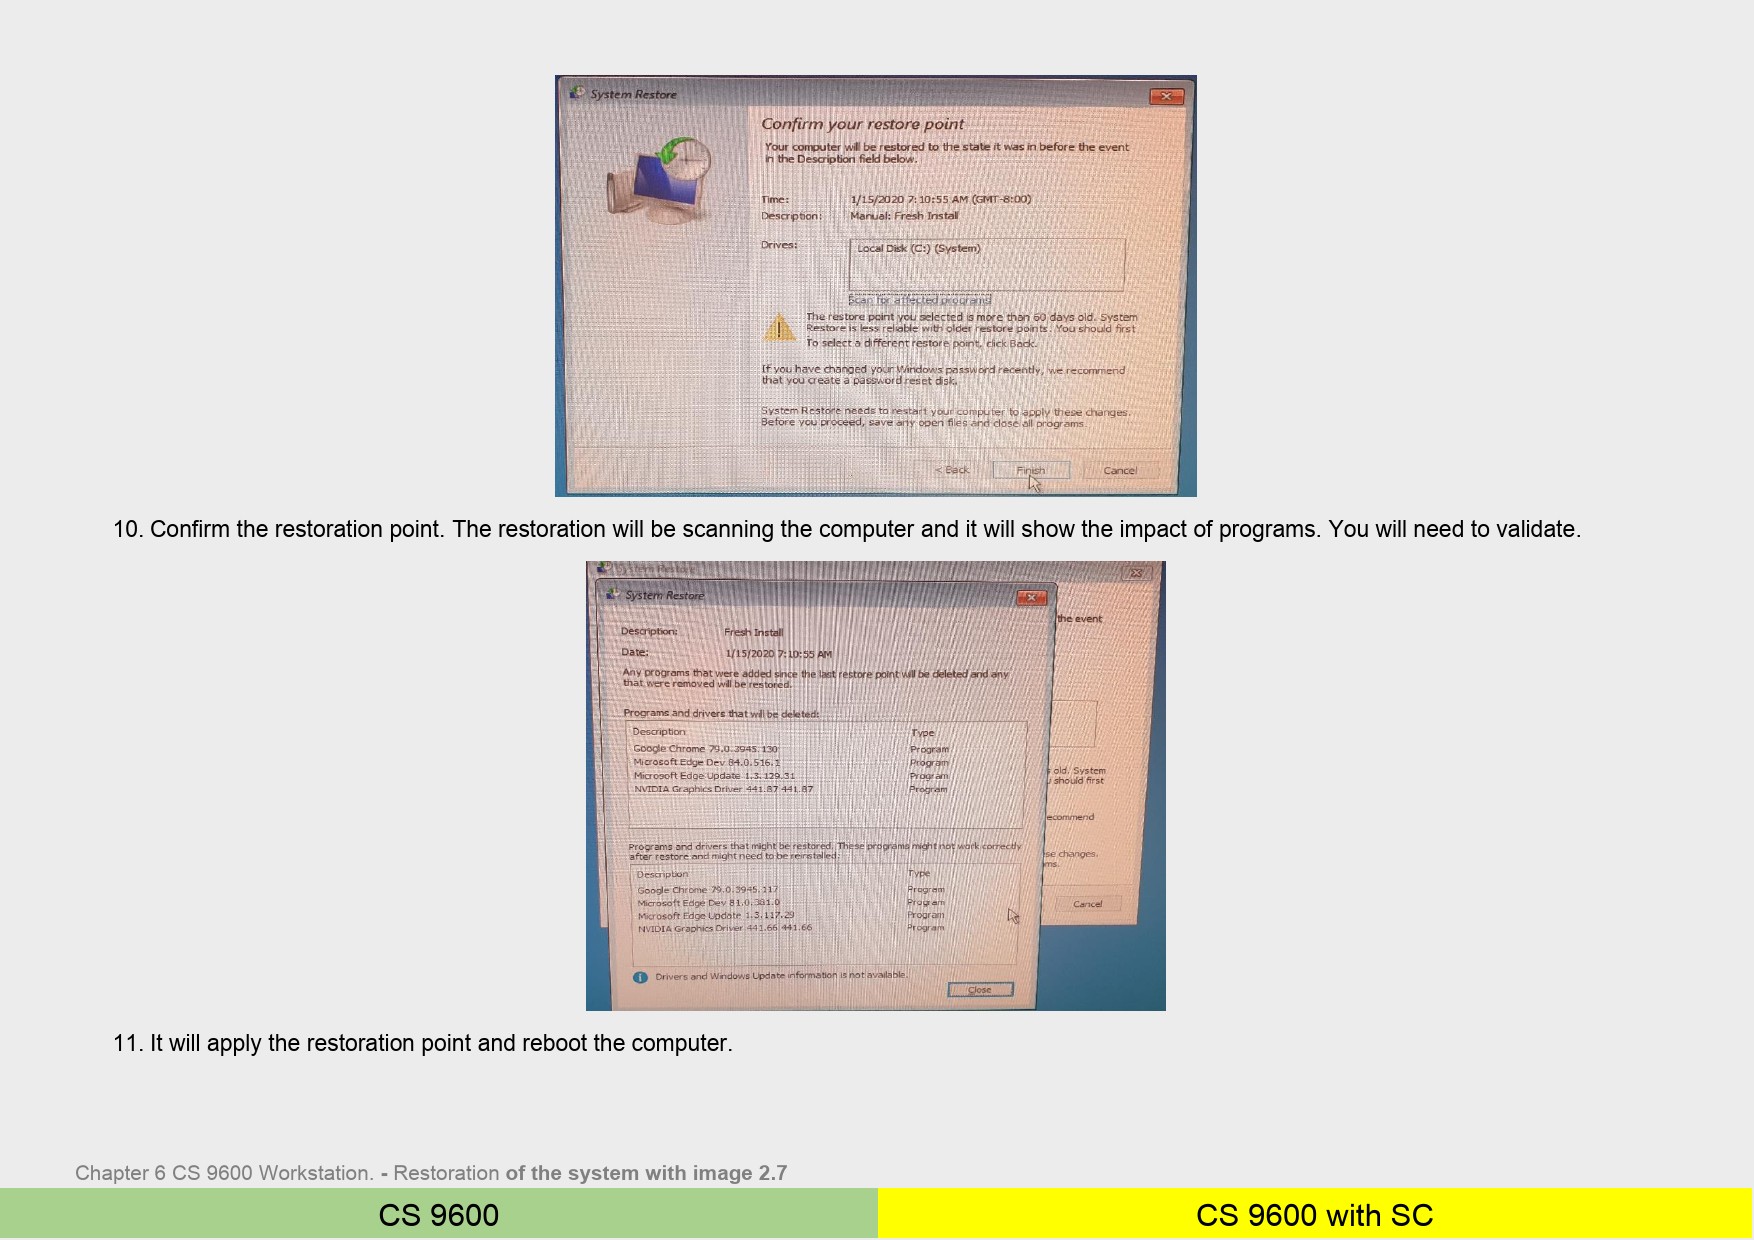 System Restore
Confirm your restore point
Your computer will be restored to the state it was in before the event
in the Description field below.
Time: 1/15/2020 7:10:55 AM (GMT-8:00)
Description: Manual: Fresh Install
Drives: Local Disk (C:) (System)
Scan for affected programs
The restore point you selected is more than 60 days old. System
Restore is less reliable with older restore points. You should first
To select a different restore point, click Back.
If you have changed your Windows password recently, we recommend
that you create a password reset disk.
System Restore needs to restart your computer to apply these changes.
Before you proceed, save any open files and close all programs.
< Back Finish Cancel
10. Confirm the restoration point. The restoration will be scanning the computer and it will show the impact of programs. You will need to validate.
System Restore
System Restore
the event
Description: Fresh Install
Date: 1/15/2020 7:10:55 AM
Any programs that were added since the last restore point will be deleted and any
that were removed will be restored.
Programs and drivers that will be deleted:
Description Type
Google Chrome 79.0.3945.130 Program
Microsoft Edge Dev 84.0.516.1 Program
Microsoft Edge Update 1.3.129.31 Program
NVIDIA Graphics Driver 441.87 441.87 Program
old. System
should first
ecommend
Programs and drivers that might be restored. These programs might not work correctly
after restore and might need to be reinstalled:
se changes.
ms.
Description Type
Google Chrome 79.0.3945.117 Program
Microsoft Edge Dev 81.0.381.0 Program
Microsoft Edge Update 1.3.117.29 Program
NVIDIA Graphics Driver 441.66 441.66 Program
Cancel
Drivers and Windows Update information is not available.
Close
11. It will apply the restoration point and reboot the computer.
Chapter 6 CS 9600 Workstation. - Restoration of the system with image 2.7
CS 9600
CS 9600 with SC